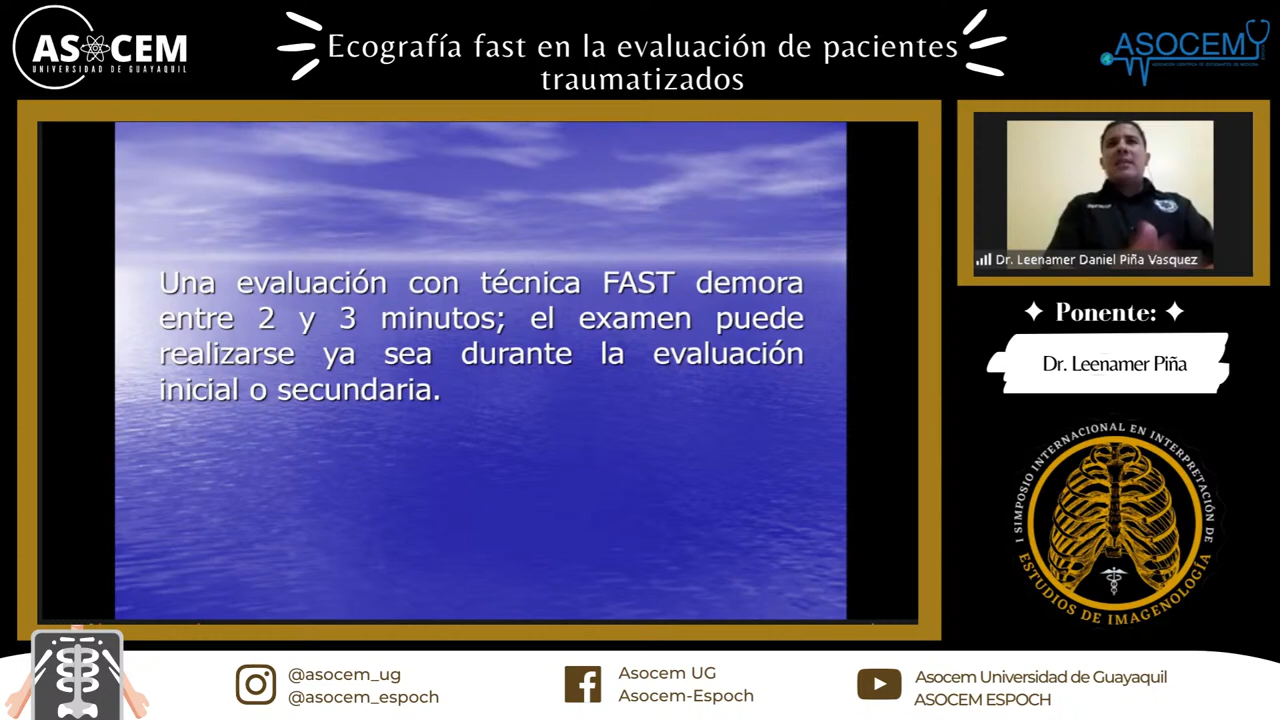 ASOCEM
UNIVERSIDAD DE GUAYAQUIL
Ecografía fast en la evaluación de pacientes
traumatizados
ASOCEM
Una evaluación con técnica FAST demora
entre 2 y 3 minutos; el examen puede
realizarse ya sea durante la evaluación
inicial o secundaria.
Dr. Leenamer Daniel Piña Vasquez
Ponente:
Dr. Leenamer Piña
I SIMPOSIO INTERNACIONAL EN INTERPRETACIÓN DE
ESTUDIOS DE IMAGENOLOGÍA
@asocem_ug
@asocem_espoch
Asocem UG
Asocem-Espoch
Asocem Universidad de Guayaquil
ASOCEM ESPOCH